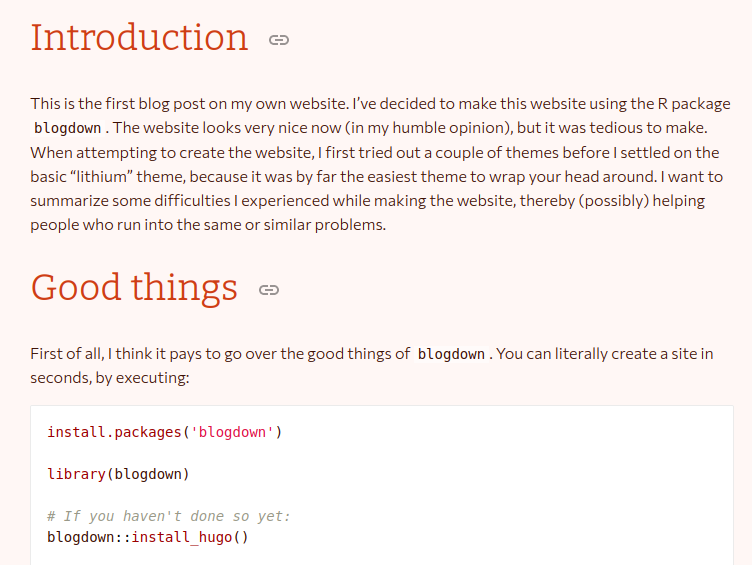 Introduction
This is the first blog post on my own website. I’ve decided to make this website using the R package
blogdown. The website looks very nice now (in my humble opinion), but it was tedious to make.
When attempting to create the website, I first tried out a couple of themes before I settled on the
basic “lithium” theme, because it was by far the easiest theme to wrap your head around. I want to
summarize some difficulties I experienced while making the website, thereby (possibly) helping
people who run into the same or similar problems.
Good things
First of all, I think it pays to go over the good things of blogdown. You can literally create a site in
seconds, by executing:
install.packages('blogdown')
library(blogdown)
# If you haven't done so yet:
blogdown::install_hugo()